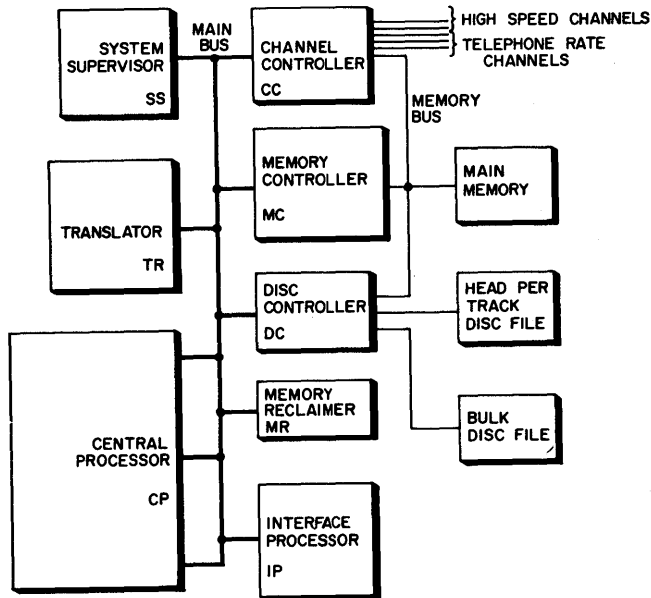 SYSTEM
SUPERVISOR
SS
MAIN
BUS
CHANNEL
CONTROLLER
CC
HIGH SPEED CHANNELS
TELEPHONE RATE
CHANNELS
MEMORY
BUS
MEMORY
CONTROLLER
MC
MAIN
MEMORY
TRANSLATOR
TR
DISC
CONTROLLER
DC
HEAD PER
TRACK
DISC FILE
MEMORY
RECLAIMER
MR
BULK
DISC FILE
CENTRAL
PROCESSOR
CP
INTERFACE
PROCESSOR
IP